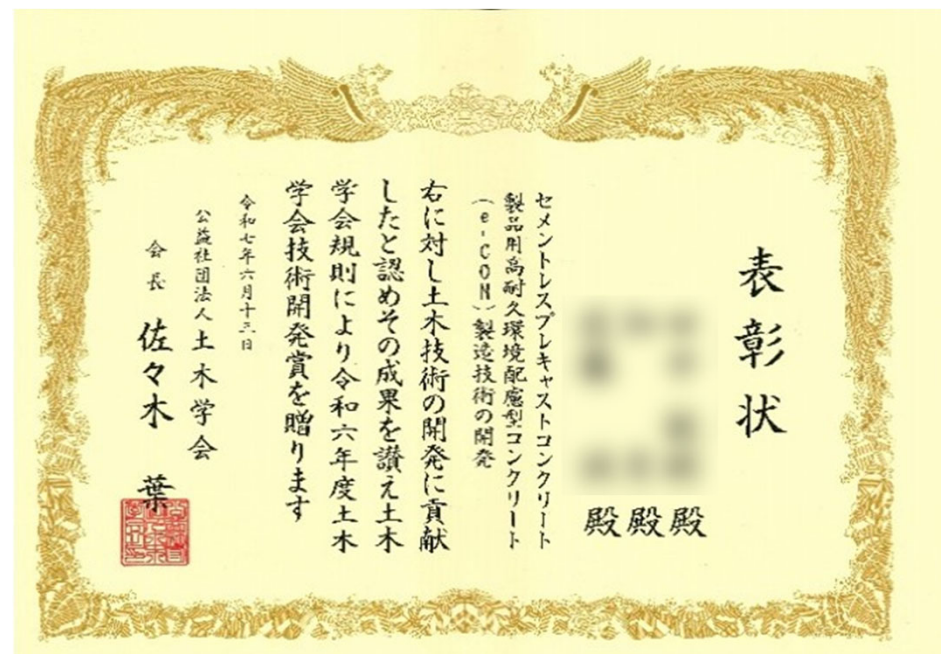 表彰状
殿
殿
殿
セメントレスプレキャストコンクリート
製品用高耐久環境配慮型コンクリート
(e-CON)製造技術の開発
右に対し土木技術の開発に貢献
したと認めその成果を讃え土木
学会規則により令和六年度土木
学会技術開発賞を贈ります
令和七年六月十三日
公益社団法人土木学会
会長 佐々木 葉